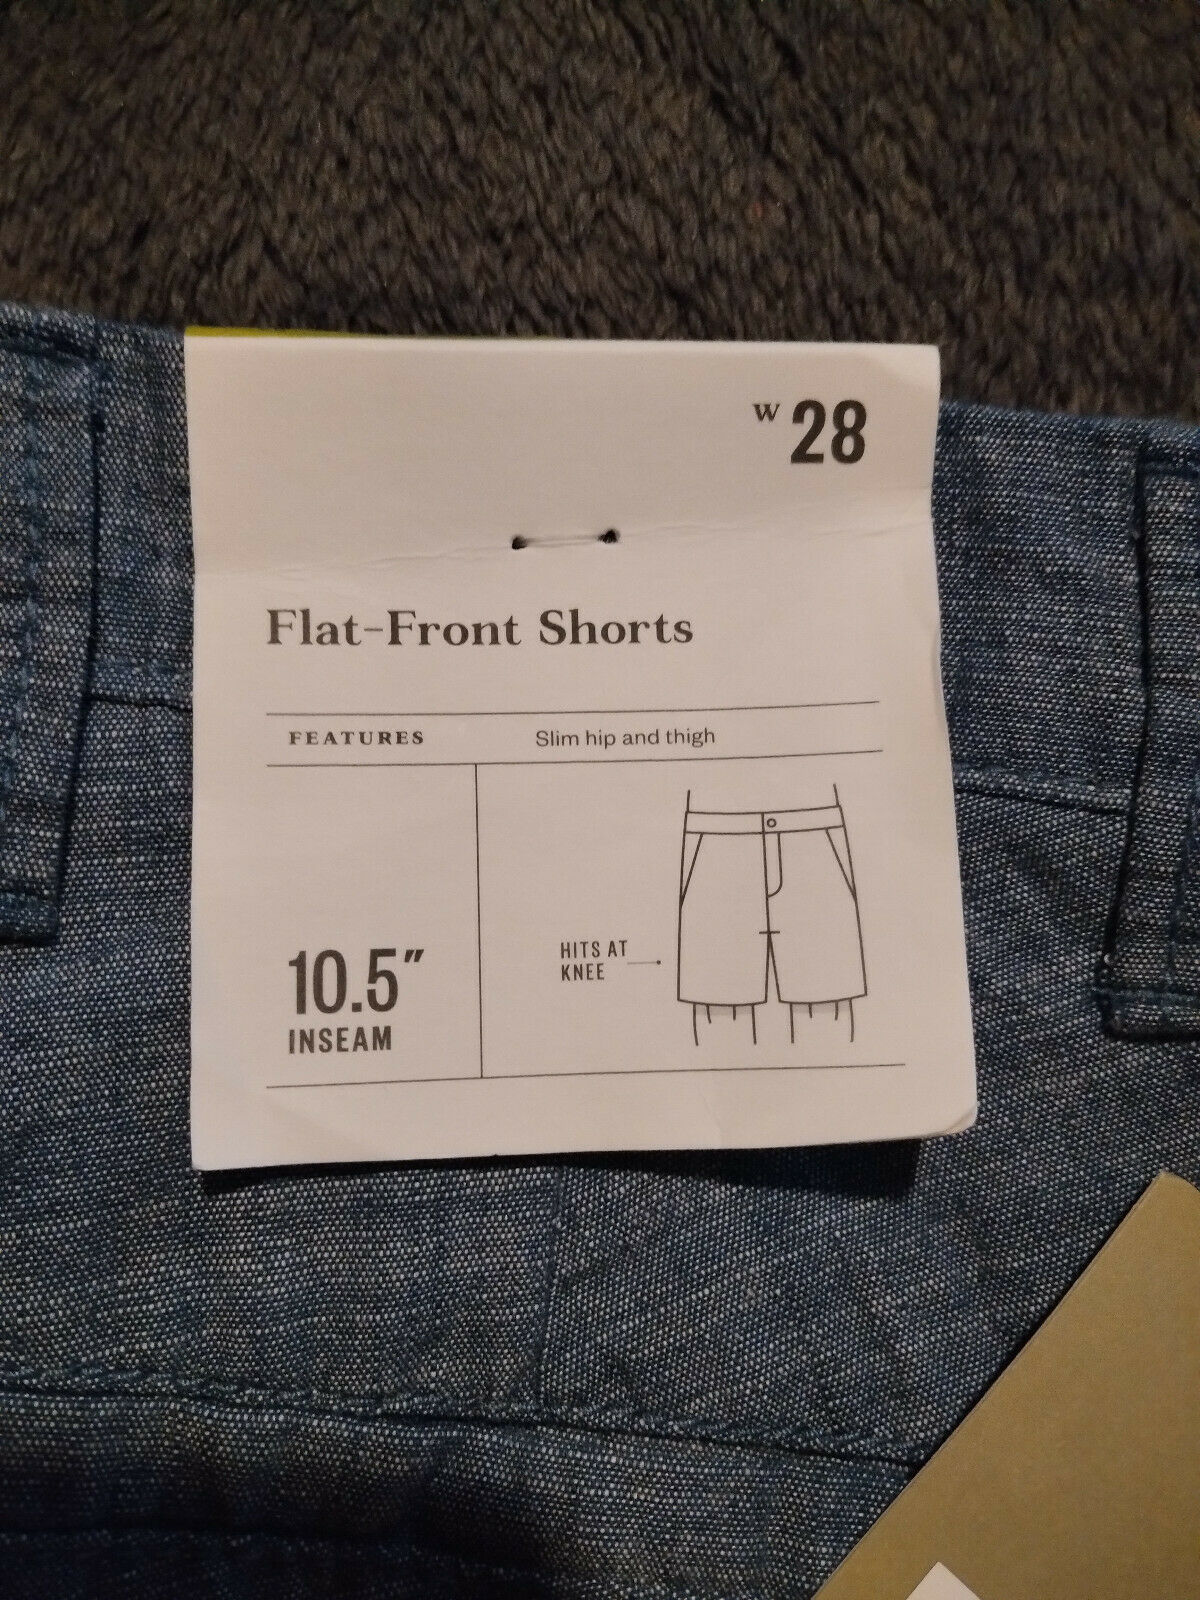 W 28
Flat-Front Shorts
FEATURES Slim hip and thigh
HITS AT
KNEE
10.5″
INSEAM